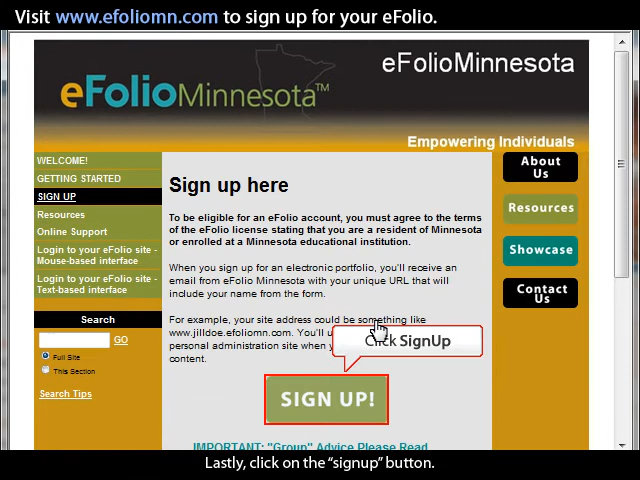 Visit www.efoliomn.com to sign up for your eFolio.
eFolioMinnesota™
eFolioMinnesota
Empowering Individuals
WELCOME!
GETTING STARTED
SIGN UP
Resources
Online Support
Login to your eFolio site -
Mouse-based interface
Login to your eFolio site -
Text-based interface
Search
GO
Full Site
This Section
Search Tips
Sign up here
To be eligible for an eFolio account, you must agree to the terms
of the eFolio license stating that you are a resident of Minnesota
or enrolled at a Minnesota educational institution.
When you sign up for an electronic portfolio, you'll receive an
email from eFolio Minnesota with your unique URL that will
include your name from the form.
For example, your site address could be something like
www.jilldoe.efoliomn.com. You'll
personal administration site when
content.
Click SignUp
SIGN UP!
IMPORTANT: "Group" Advice Please Read
About
Us
Resources
Showcase
Contact
Us
Lastly, click on the “signup” button.